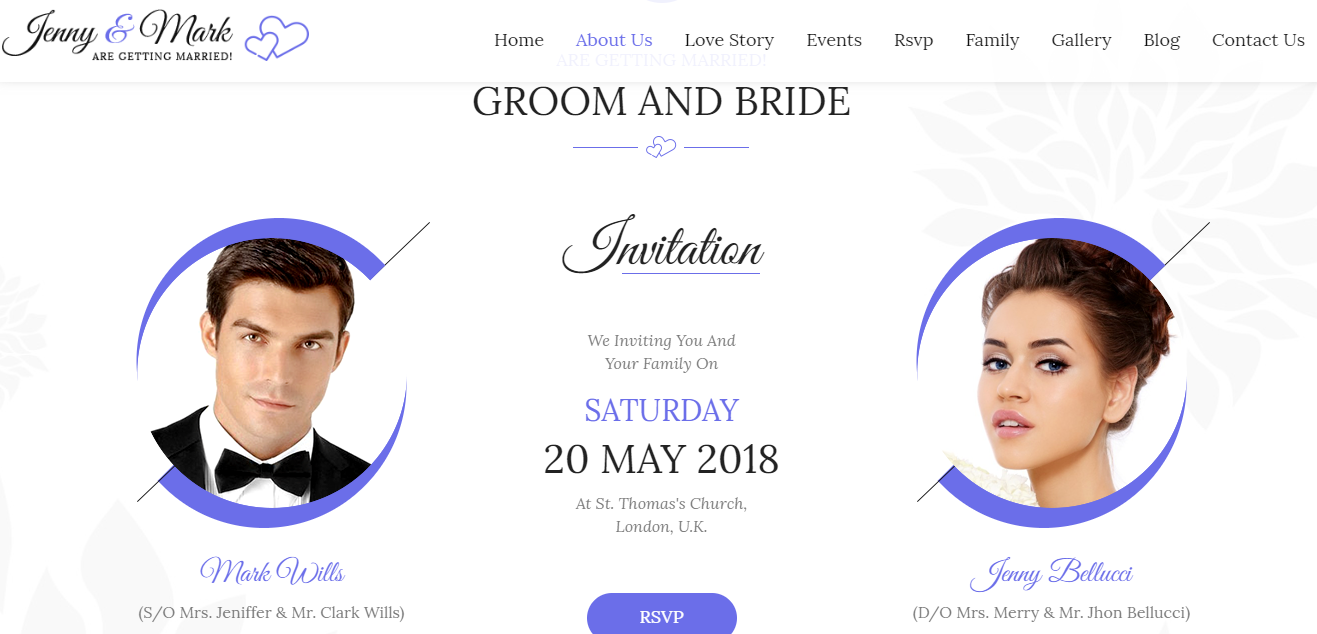 Jenny & Mark
ARE GETTING MARRIED!
Home About Us Love Story Events Rsvp Family Gallery Blog Contact Us
ARE GETTING MARRIED!
GROOM AND BRIDE
Invitation
We Inviting You And
Your Family On
SATURDAY
20 MAY 2018
At St. Thomas's Church,
London, U.K.
RSVP
Mark Wills
(S/O Mrs. Jeniffer & Mr. Clark Wills)
Jenny Bellucci
(D/O Mrs. Merry & Mr. Jhon Bellucci)